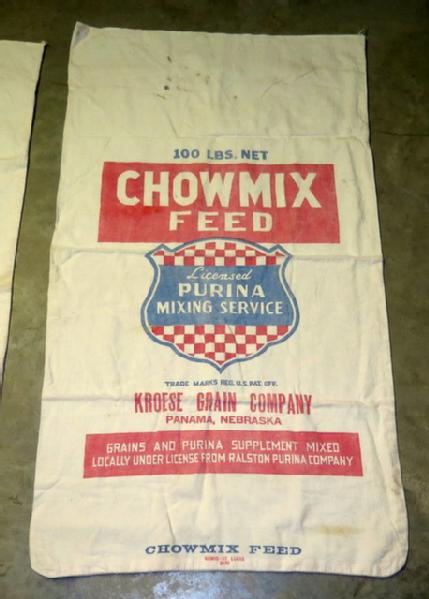 100 LBS. NET
CHOWMIX
FEED
Licensed
PURINA
MIXING SERVICE
TRADE MARKS REG. U.S. PAT. OFF.
KROESE GRAIN COMPANY
PANAMA, NEBRASKA
GRAINS AND PURINA SUPPLEMENT MIXED
LOCALLY UNDER LICENSE FROM RALSTON PURINA COMPANY
CHOWMIX FEED